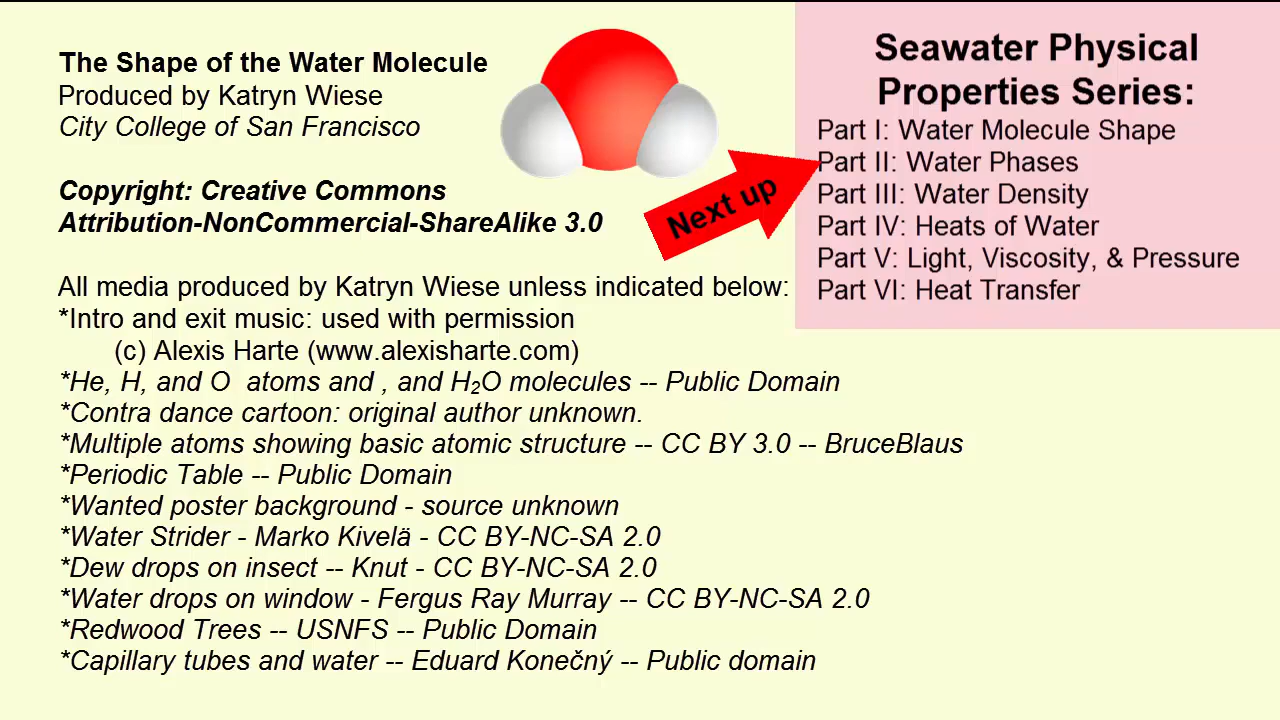 The Shape of the Water Molecule
Produced by Katryn Wiese
City College of San Francisco
Copyright: Creative Commons
Attribution-NonCommercial-ShareAlike 3.0
All media produced by Katryn Wiese unless indicated below:
*Intro and exit music: used with permission
(c) Alexis Harte (www.alexisharte.com)
*He, H, and O  atoms and , and H₂O molecules -- Public Domain
*Contra dance cartoon: original author unknown.
*Multiple atoms showing basic atomic structure -- CC BY 3.0 -- BruceBlaus
*Periodic Table -- Public Domain
*Wanted poster background - source unknown
*Water Strider - Marko Kivelä - CC BY-NC-SA 2.0
*Dew drops on insect -- Knut - CC BY-NC-SA 2.0
*Water drops on window - Fergus Ray Murray -- CC BY-NC-SA 2.0
*Redwood Trees -- USNFS -- Public Domain
*Capillary tubes and water -- Eduard Konečný -- Public domain
Next up
Seawater Physical
Properties Series:
Part I: Water Molecule Shape
Part II: Water Phases
Part III: Water Density
Part IV: Heats of Water
Part V: Light, Viscosity, & Pressure
Part VI: Heat Transfer